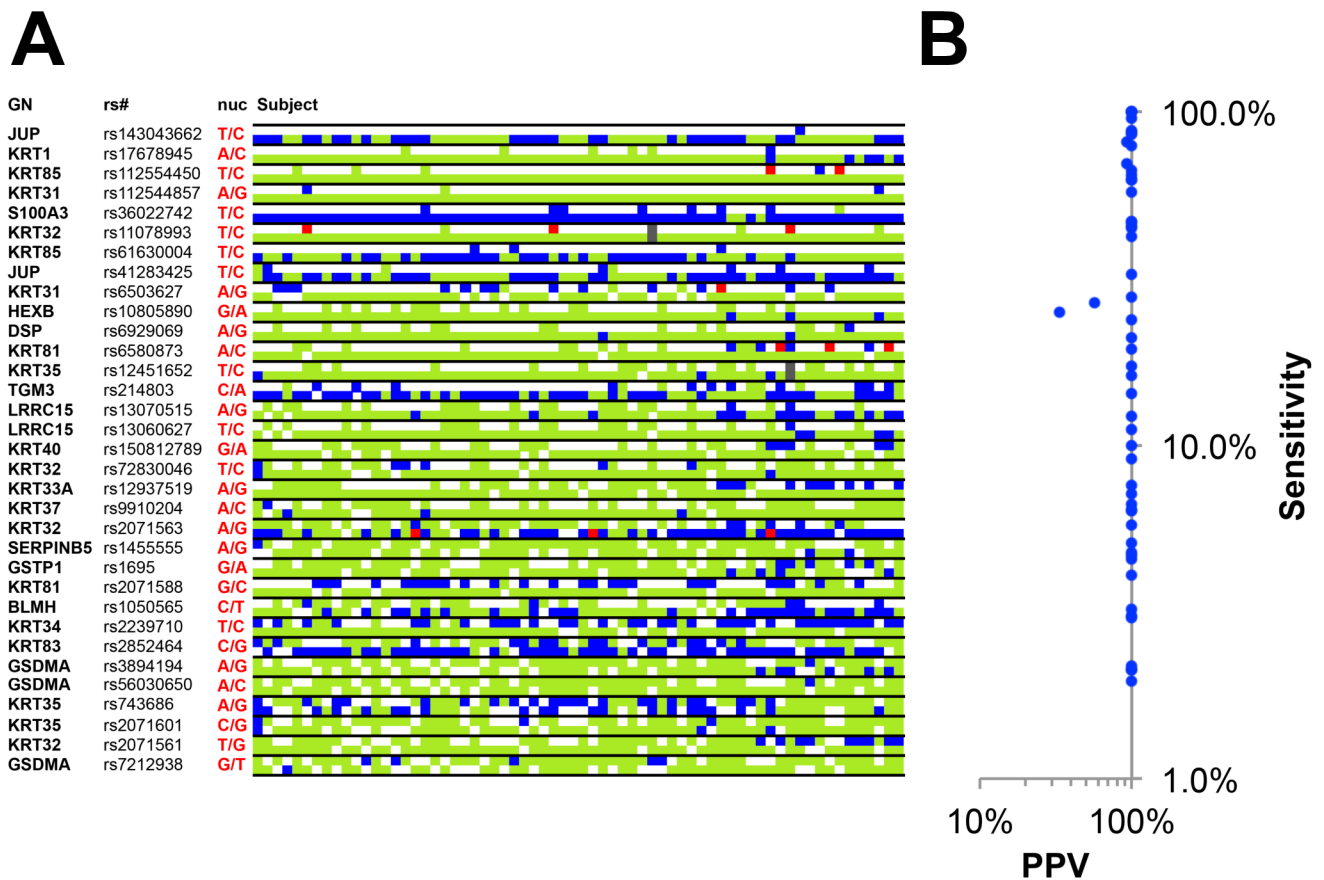 A
B
GN rs# nuc Subject
JUP rs143043662 T/C
KRT1 rs17678945 A/C
KRT85 rs112554450 T/C
KRT31 rs112544857 A/G
S100A3 rs36022742 T/C
KRT32 rs11078993 T/C
KRT85 rs61630004 T/C
JUP rs41283425 T/C
KRT31 rs6503627 A/G
HEXB rs10805890 G/A
DSP rs6929069 A/G
KRT81 rs6580873 A/C
KRT35 rs12451652 T/C
TGM3 rs214803 C/A
LRRC15 rs13070515 A/G
LRRC15 rs13060627 T/C
KRT40 rs150812789 G/A
KRT32 rs72830046 T/C
KRT33A rs12937519 A/G
KRT37 rs9910204 A/C
KRT32 rs2071563 A/G
SERPINB5 rs1455555 A/G
GSTP1 rs1695 G/A
KRT81 rs2071588 G/C
BLMH rs1050565 C/T
KRT34 rs2239710 T/C
KRT83 rs2852464 C/G
GSDMA rs3894194 A/G
GSDMA rs56030650 A/C
KRT35 rs743686 A/G
KRT35 rs2071601 C/G
KRT32 rs2071561 T/G
GSDMA rs7212938 G/T
100.0%
10.0%
1.0%
Sensitivity
10% 100%
PPV